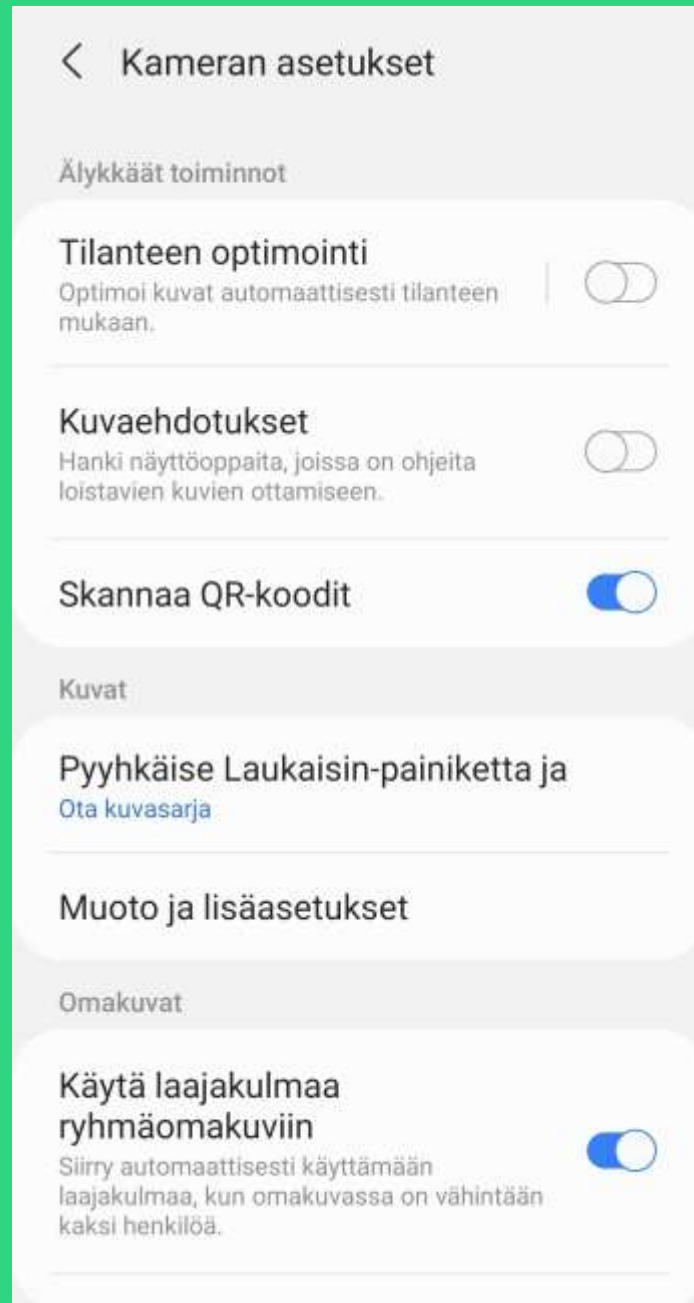 Kameran asetukset
Älykkäät toiminnot
Tilanteen optimointi
Optimoi kuvat automaattisesti tilanteen
mukaan.
Kuvaehdotukset
Hanki näyttöoppaita, joissa on ohjeita
loistavien kuvien ottamiseen.
Skannaa QR-koodit
Kuvat
Pyyhkäise Laukaisin-painiketta ja
Ota kuvasarja
Muoto ja lisäasetukset
Omakuvat
Käytä laajakulmaa
ryhmäomakuviin
Siirry automaattisesti käyttämään
laajakulmaa, kun omakuvassa on vähintään
kaksi henkilöä.